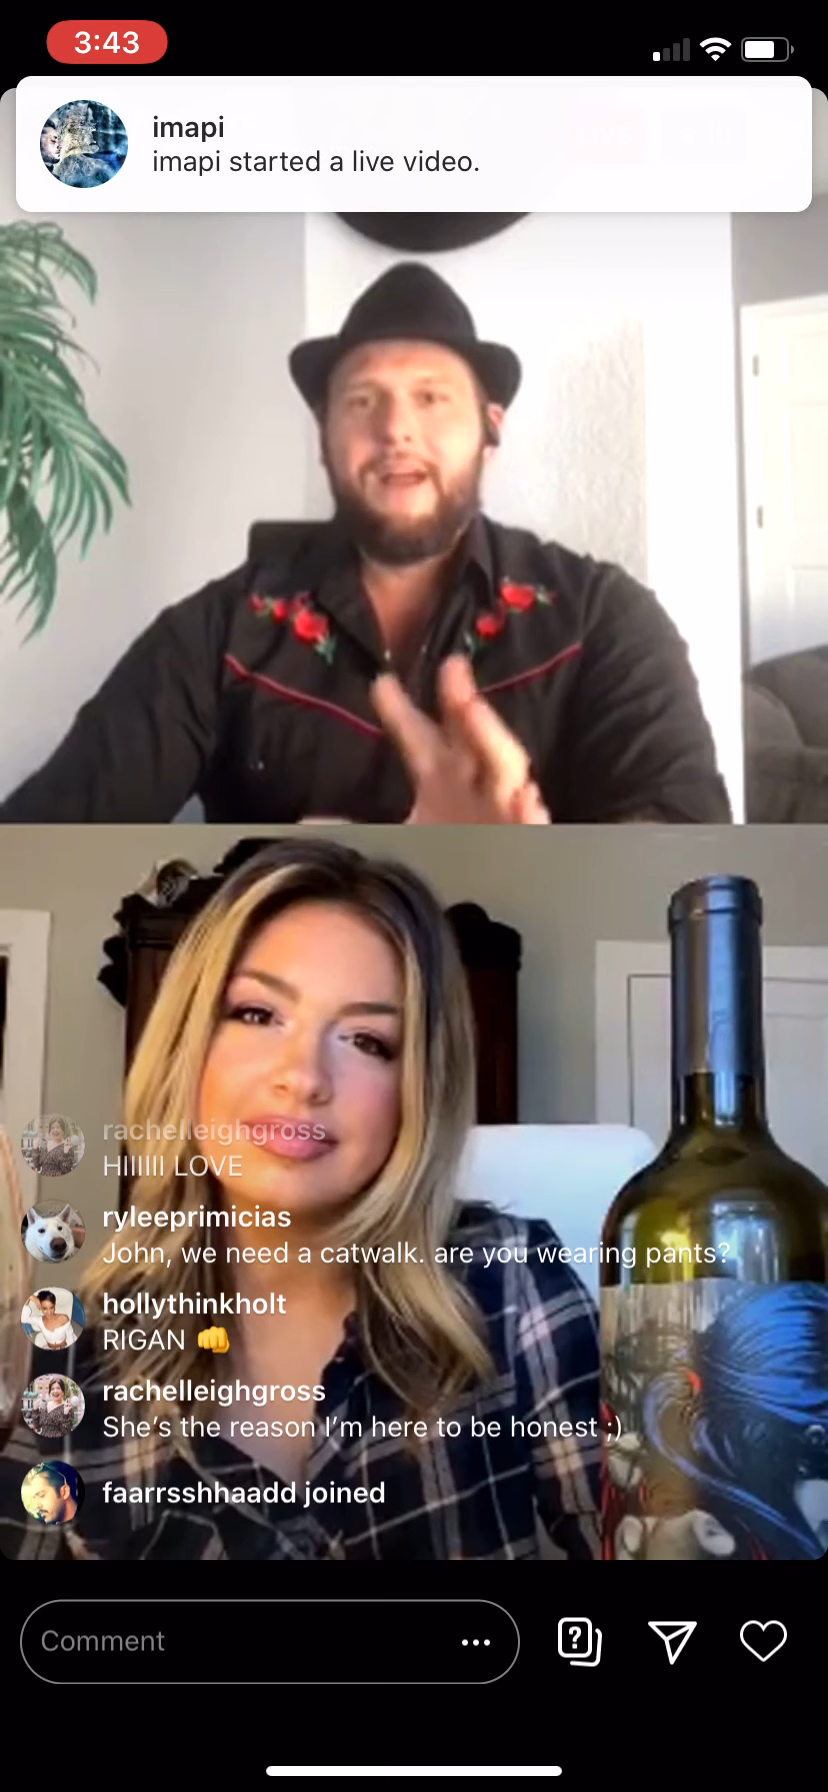 3:43
imapi
imapi started a live video.
rachelleighgross
HIIIIII LOVE
ryleeprimicias
John, we need a catwalk. are you wearing pants?
hollythinkholt
RIGAN 👊
rachelleighgross
She's the reason I'm here to be honest ;)
faarrsshhaadd joined
Comment